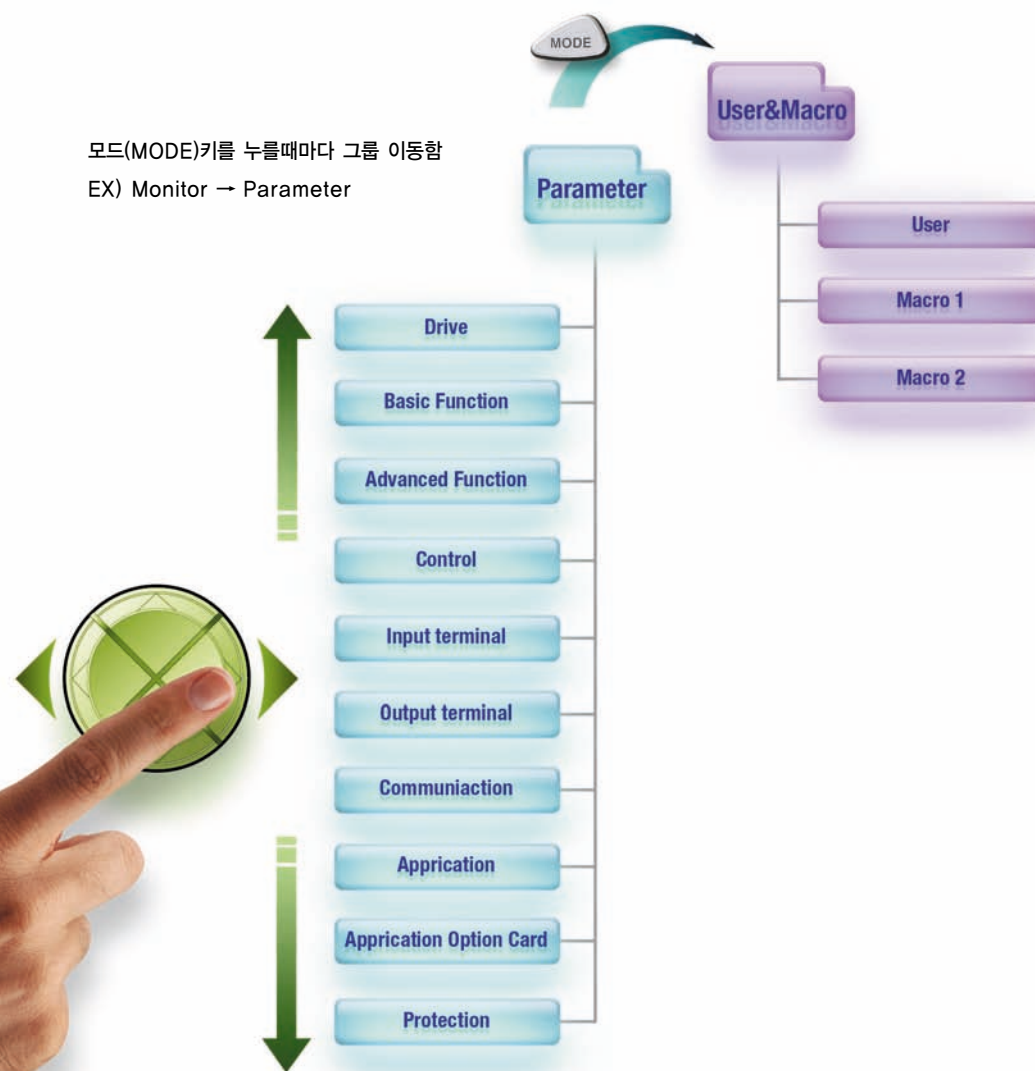 MODE
User&Macro
모드(MODE)키를 누를때마다 그룹 이동함
EX) Monitor → Parameter
Parameter
User
Macro 1
Macro 2
Drive
Basic Function
Advanced Function
Control
Input terminal
Output terminal
Communiaction
Apprication
Apprication Option Card
Protection